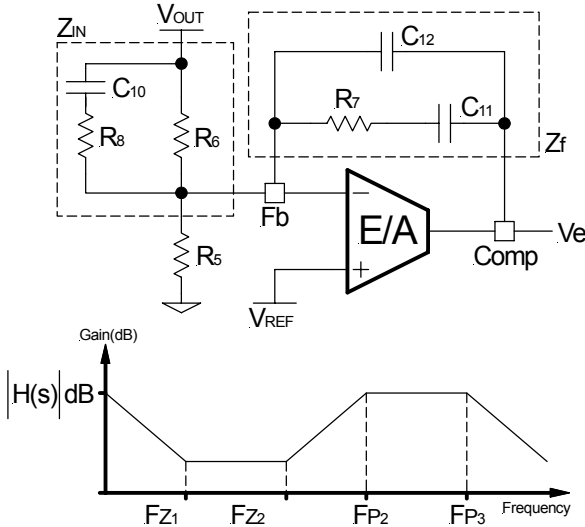 VOUT
ZIN
C12
C10
R8
R6
R7
C11
Zf
Fb
E/A
Ve
Comp
R5
VREF
Gain(dB)
|H(s)|dB
FZ1
FZ2
FP2
FP3
Frequency